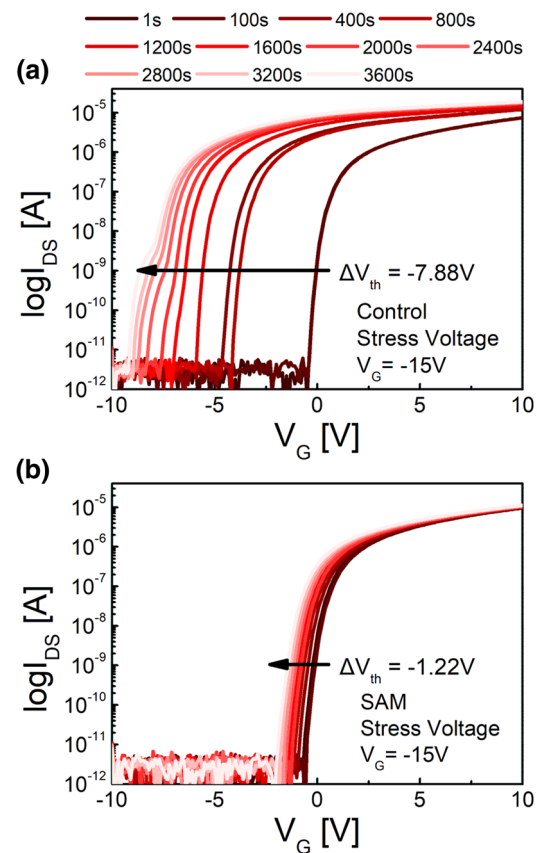 1s 100s 400s 800s
1200s 1600s 2000s 2400s
2800s 3200s 3600s
(a)
logI_DS [A]
10^-5
10^-6
10^-7
10^-8
10^-9
10^-10
10^-11
10^-12
ΔV_th = -7.88V
Control
Stress Voltage
V_G= -15V
-10 -5 0 5 10
V_G [V]
(b)
logI_DS [A]
10^-5
10^-6
10^-7
10^-8
10^-9
10^-10
10^-11
10^-12
ΔV_th = -1.22V
SAM
Stress Voltage
V_G= -15V
-10 -5 0 5 10
V_G [V]